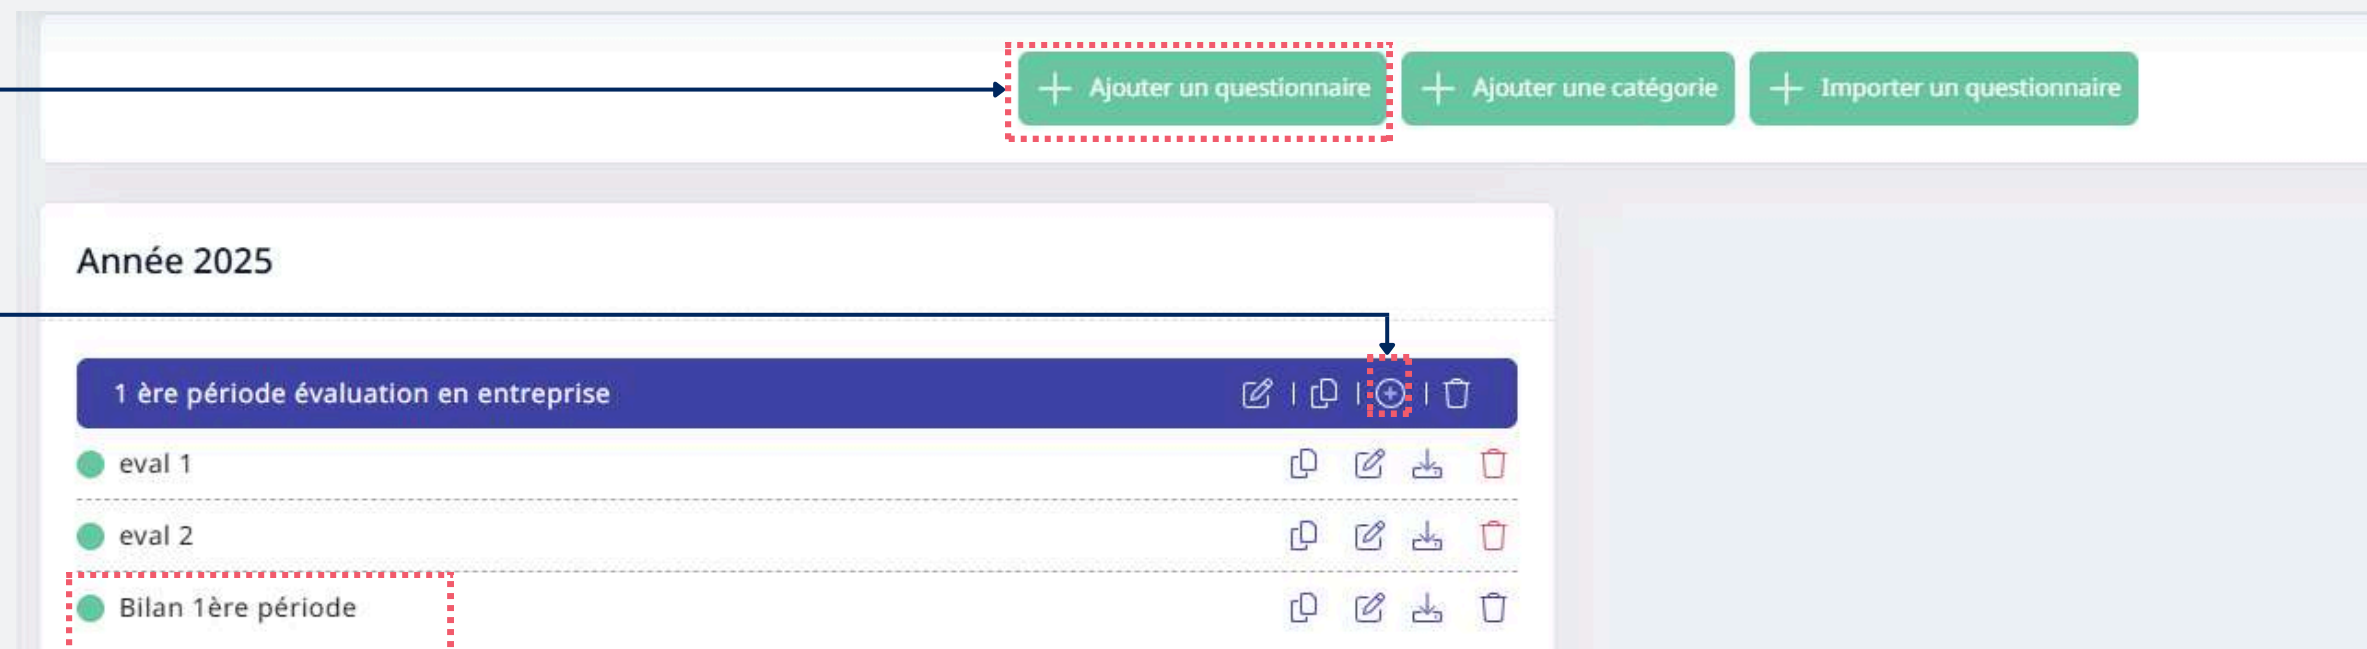 Ajouter un questionnaire Ajouter une catégorie Importer un questionnaire
Année 2025
1 ère période évaluation en entreprise
eval 1
eval 2
Bilan 1ère période